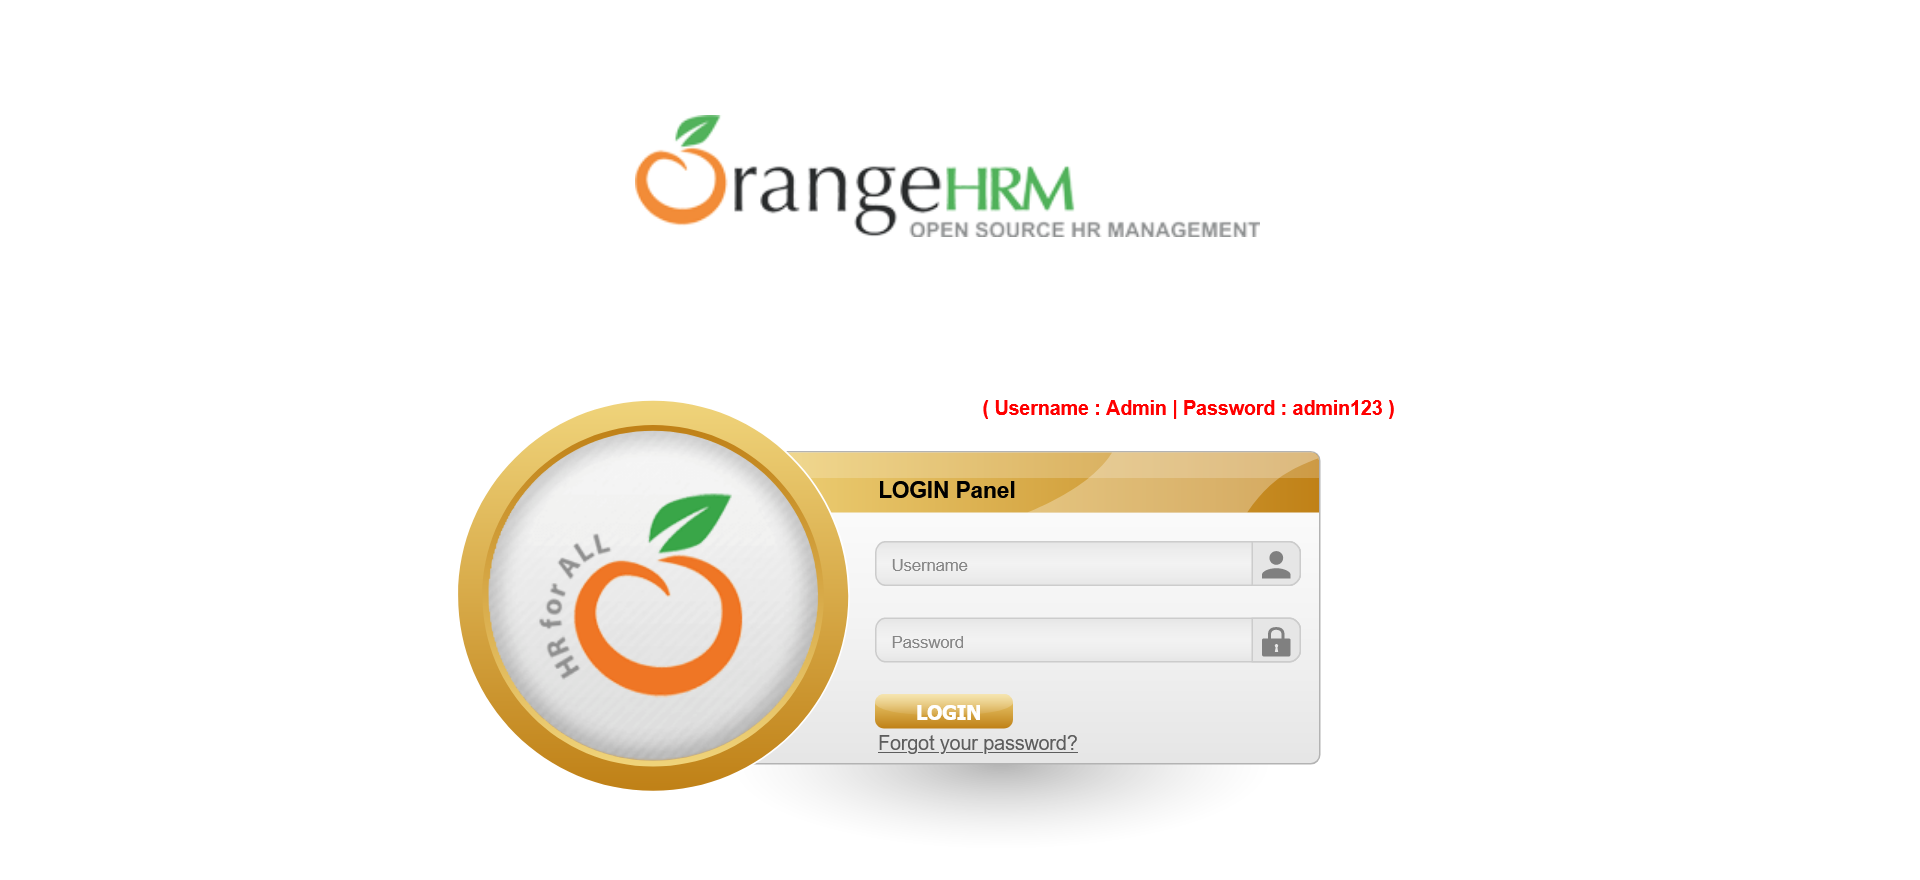 OrangeHRM
OPEN SOURCE HR MANAGEMENT
( Username : Admin | Password : admin123 )
HR for ALL
LOGIN Panel
Username
Password
LOGIN
Forgot your password?